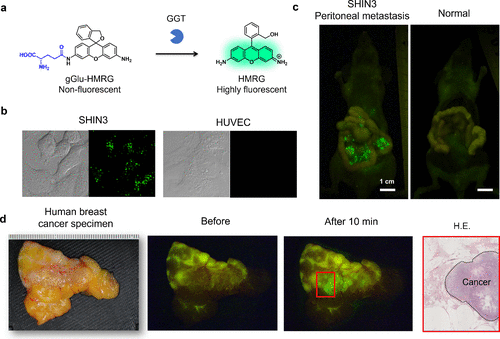 a
GGT
HO
O
O
OH
HOOC
NH₂
N
H
O
NH₂
H₂N
O
NH₂
gGlu-HMRG
Non-fluorescent
HMRG
Highly fluorescent
b
SHIN3
HUVEC
c
SHIN3
Peritoneal metastasis
Normal
1 cm
d
Human breast
cancer specimen
Before
After 10 min
H.E.
Cancer